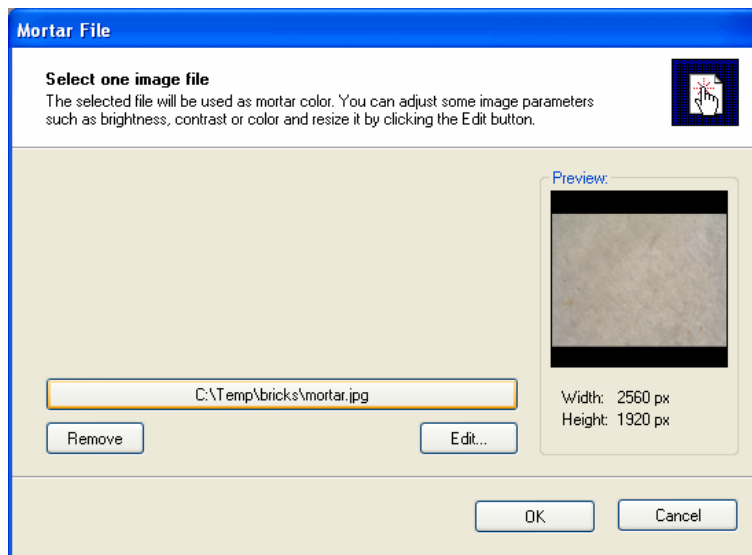 Mortar File
Select one image file
The selected file will be used as mortar color. You can adjust some image parameters
such as brightness, contrast or color and resize it by clicking the Edit button.
Preview:
C:\Temp\bricks\mortar.jpg
Width: 2560 px
Height: 1920 px
Remove
Edit...
OK
Cancel